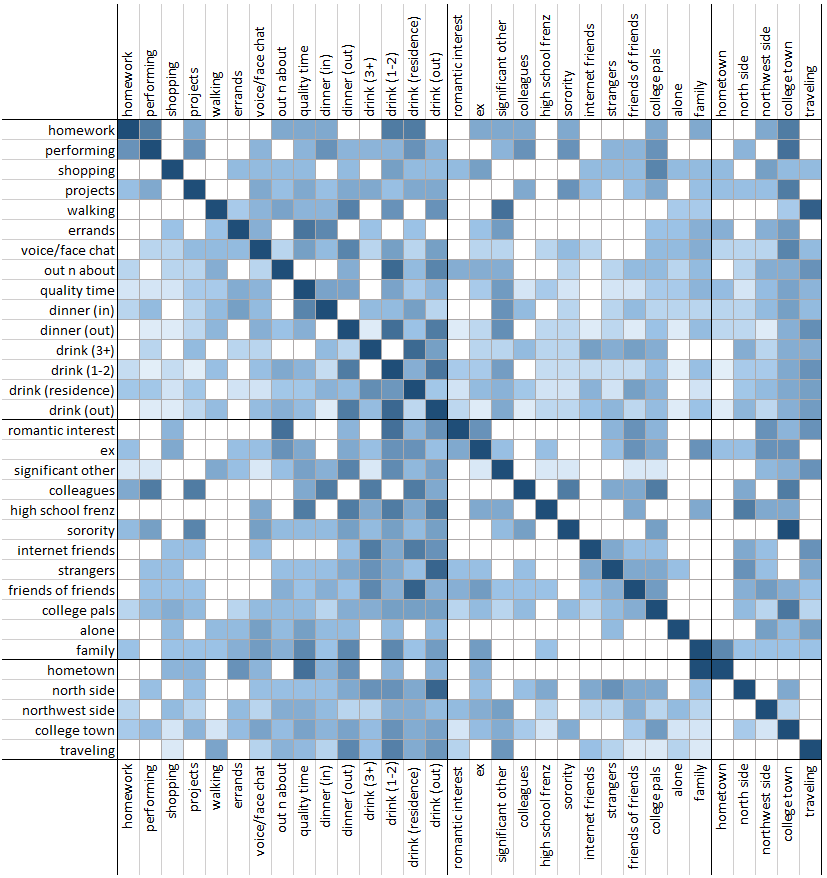 homework
performing
shopping
projects
walking
errands
voice/face chat
out n about
quality time
dinner (in)
dinner (out)
drink (3+)
drink (1-2)
drink (residence)
drink (out)
romantic interest
ex
significant other
colleagues
high school frenz
sorority
internet friends
strangers
friends of friends
college pals
alone
family
hometown
north side
northwest side
college town
traveling
homework
performing
shopping
projects
walking
errands
voice/face chat
out n about
quality time
dinner (in)
dinner (out)
drink (3+)
drink (1-2)
drink (residence)
drink (out)
romantic interest
ex
significant other
colleagues
high school frenz
sorority
internet friends
strangers
friends of friends
college pals
alone
family
hometown
north side
northwest side
college town
traveling
homework
performing
shopping
projects
walking
errands
voice/face chat
out n about
quality time
dinner (in)
dinner (out)
drink (3+)
drink (1-2)
drink (residence)
drink (out)
romantic interest
ex
significant other
colleagues
high school frenz
sorority
internet friends
strangers
friends of friends
college pals
alone
family
hometown
north side
northwest side
college town
traveling